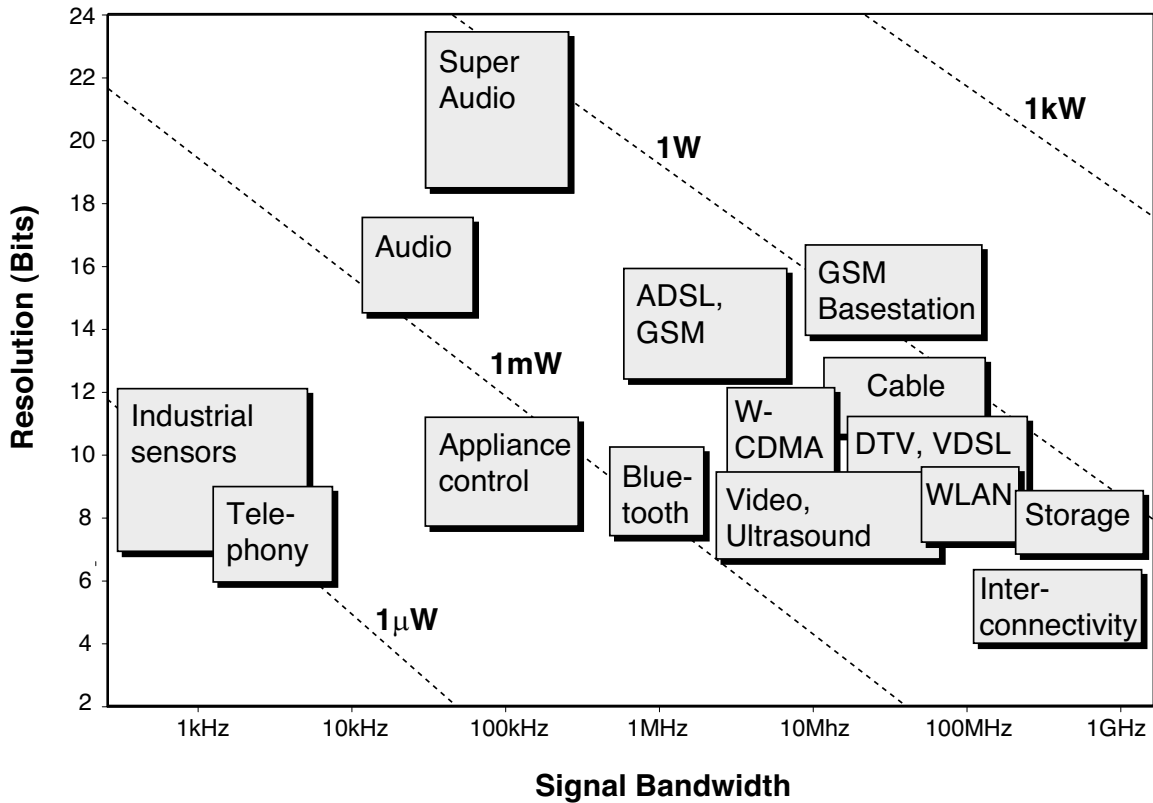 24
22
20
18
16
14
12
10
8
6
4
2
Resolution (Bits)
Super
Audio
1kW
1W
Audio
GSM
Basestation
ADSL,
GSM
1mW
Cable
Industrial
sensors
W-
CDMA
Appliance
control
DTV, VDSL
Blue-
tooth
Video,
Ultrasound
WLAN
Storage
Tele-
phony
1μW
Inter-
connectivity
1kHz
10kHz
100kHz
1MHz
10Mhz
100MHz
1GHz
Signal Bandwidth